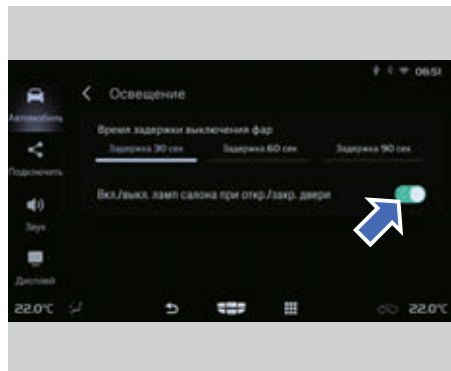 08:51
Освещение
Автомобиль
Время задержки выключения фар
Задержка 30 сек Задержка 60 сек Задержка 90 сек
Подключить
Вкл./выкл. ламп салона при откр./закр. двери
Звук
Дисплей
22.0°C 22.0°C